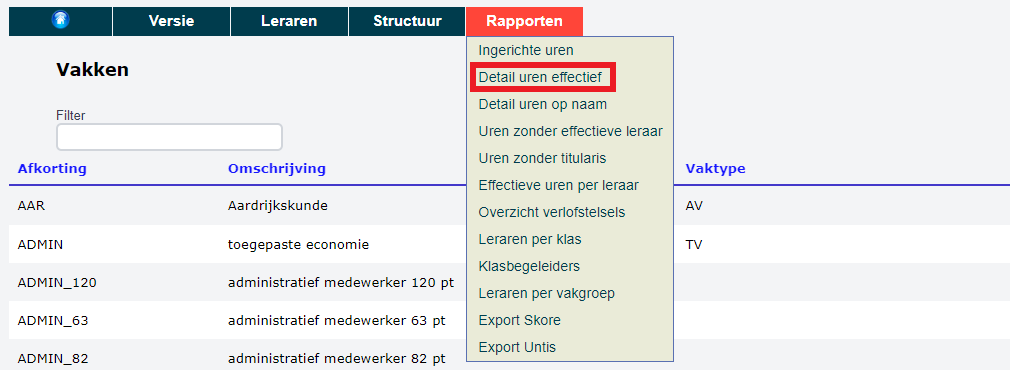 Versie Leraren Structuur Rapporten
Ingerichte uren
Detail uren effectief
Detail uren op naam
Uren zonder effectieve leraar
Uren zonder titularis
Effectieve uren per leraar
Overzicht verlofstelsels
Leraren per klas
Klasbegeleiders
Leraren per vakgroep
Export Skore
Export Untis
Vakken
Filter
Afkorting Omschrijving Vaktype
AAR Aardrijkskunde AV
ADMIN toegepaste economie TV
ADMIN_120 administratief medewerker 120 pt
ADMIN_63 administratief medewerker 63 pt
ADMIN_82 administratief medewerker 82 pt